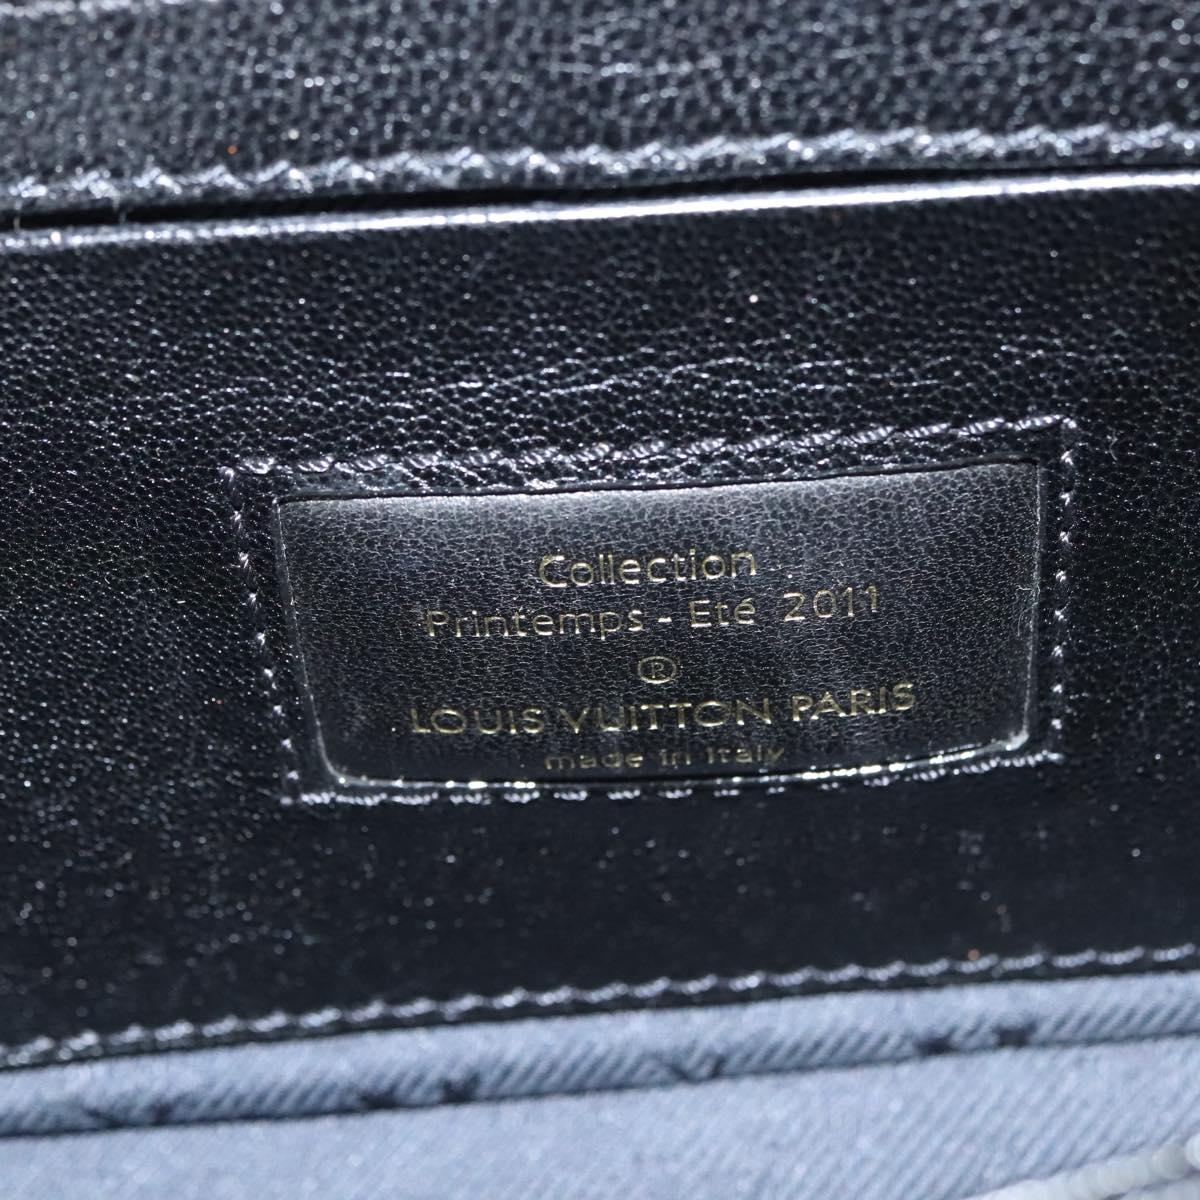 Collection
Printemps - Eté 2011
®
LOUIS VUITTON PARIS
made in Italy